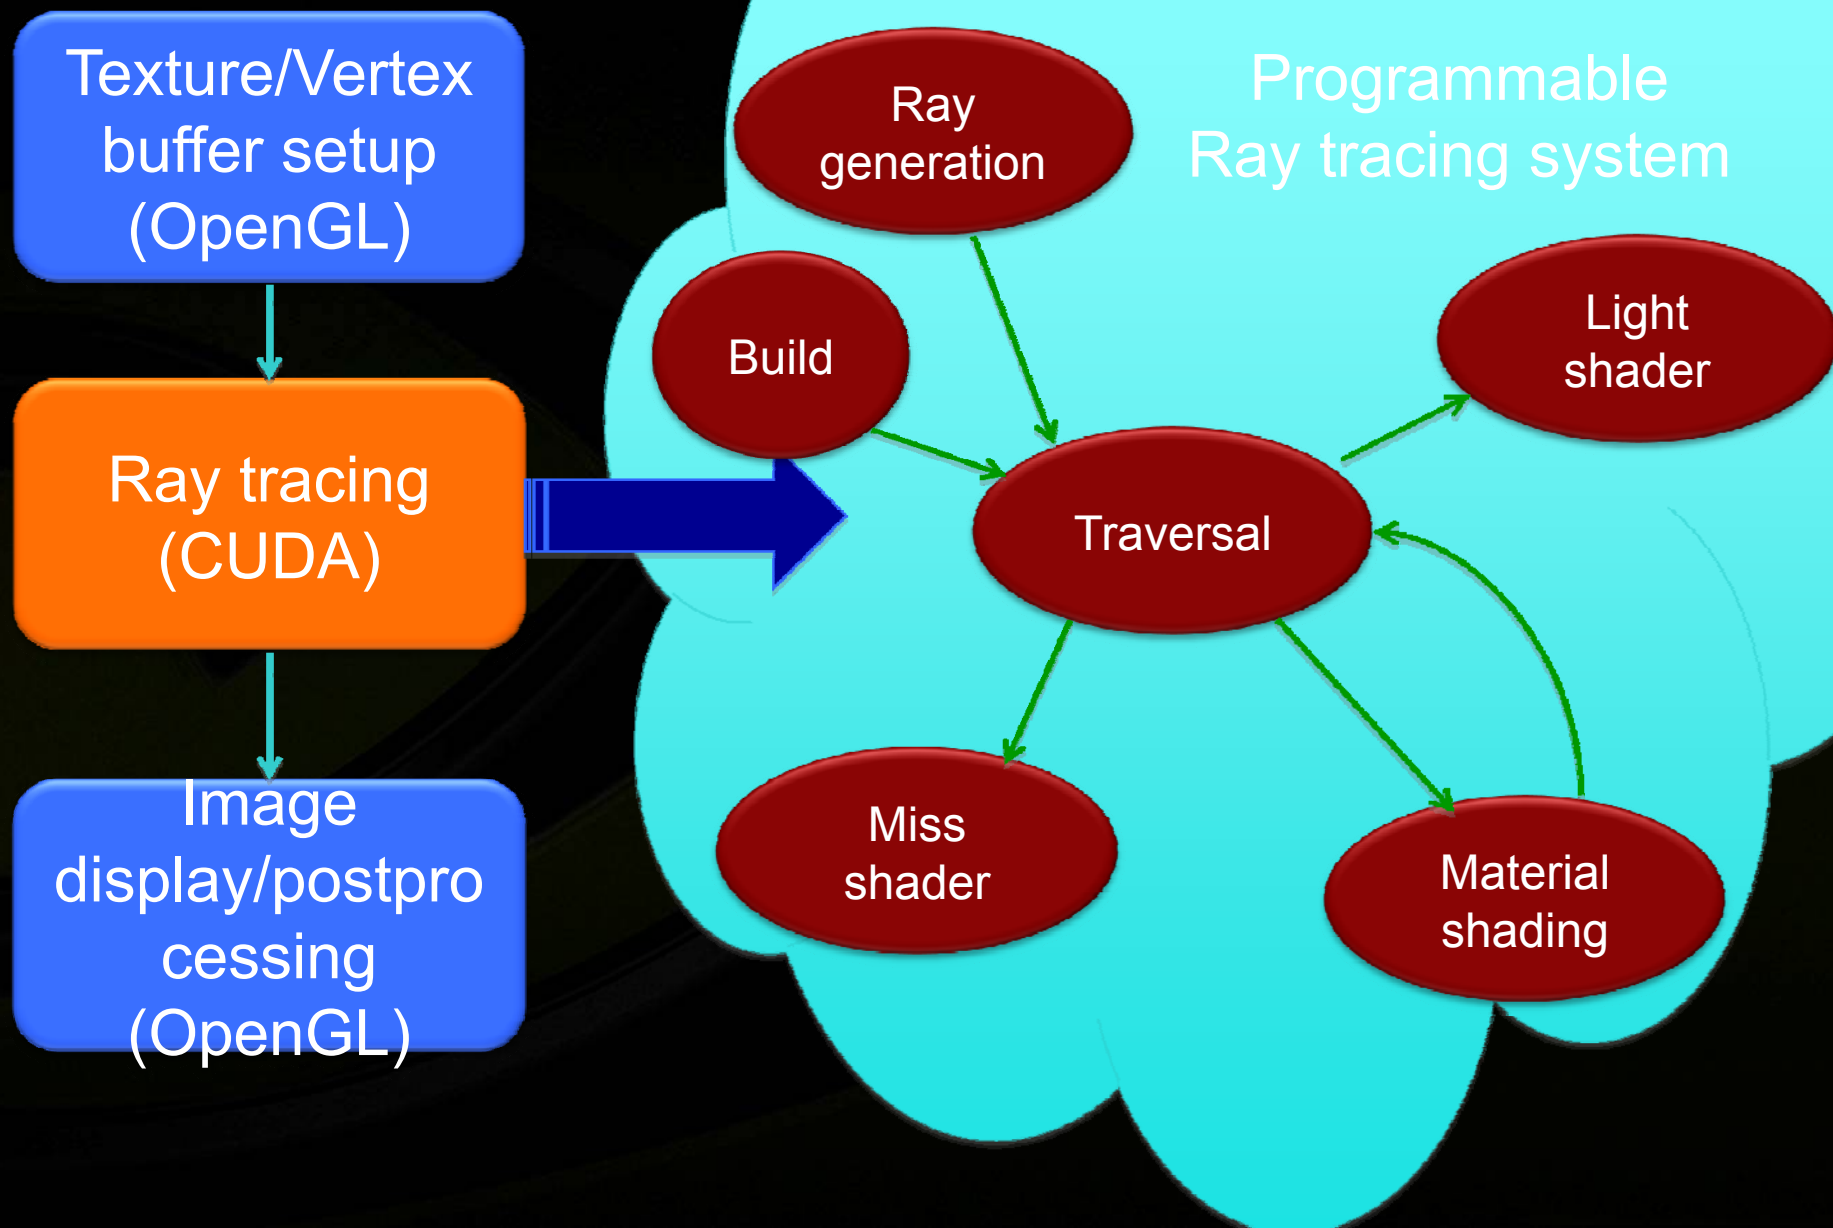 Texture/Vertex
buffer setup
(OpenGL)
Ray tracing
(CUDA)
Image
display/postpro
cessing
(OpenGL)
Programmable
Ray tracing system
Ray
generation
Build
Light
shader
Traversal
Miss
shader
Material
shading